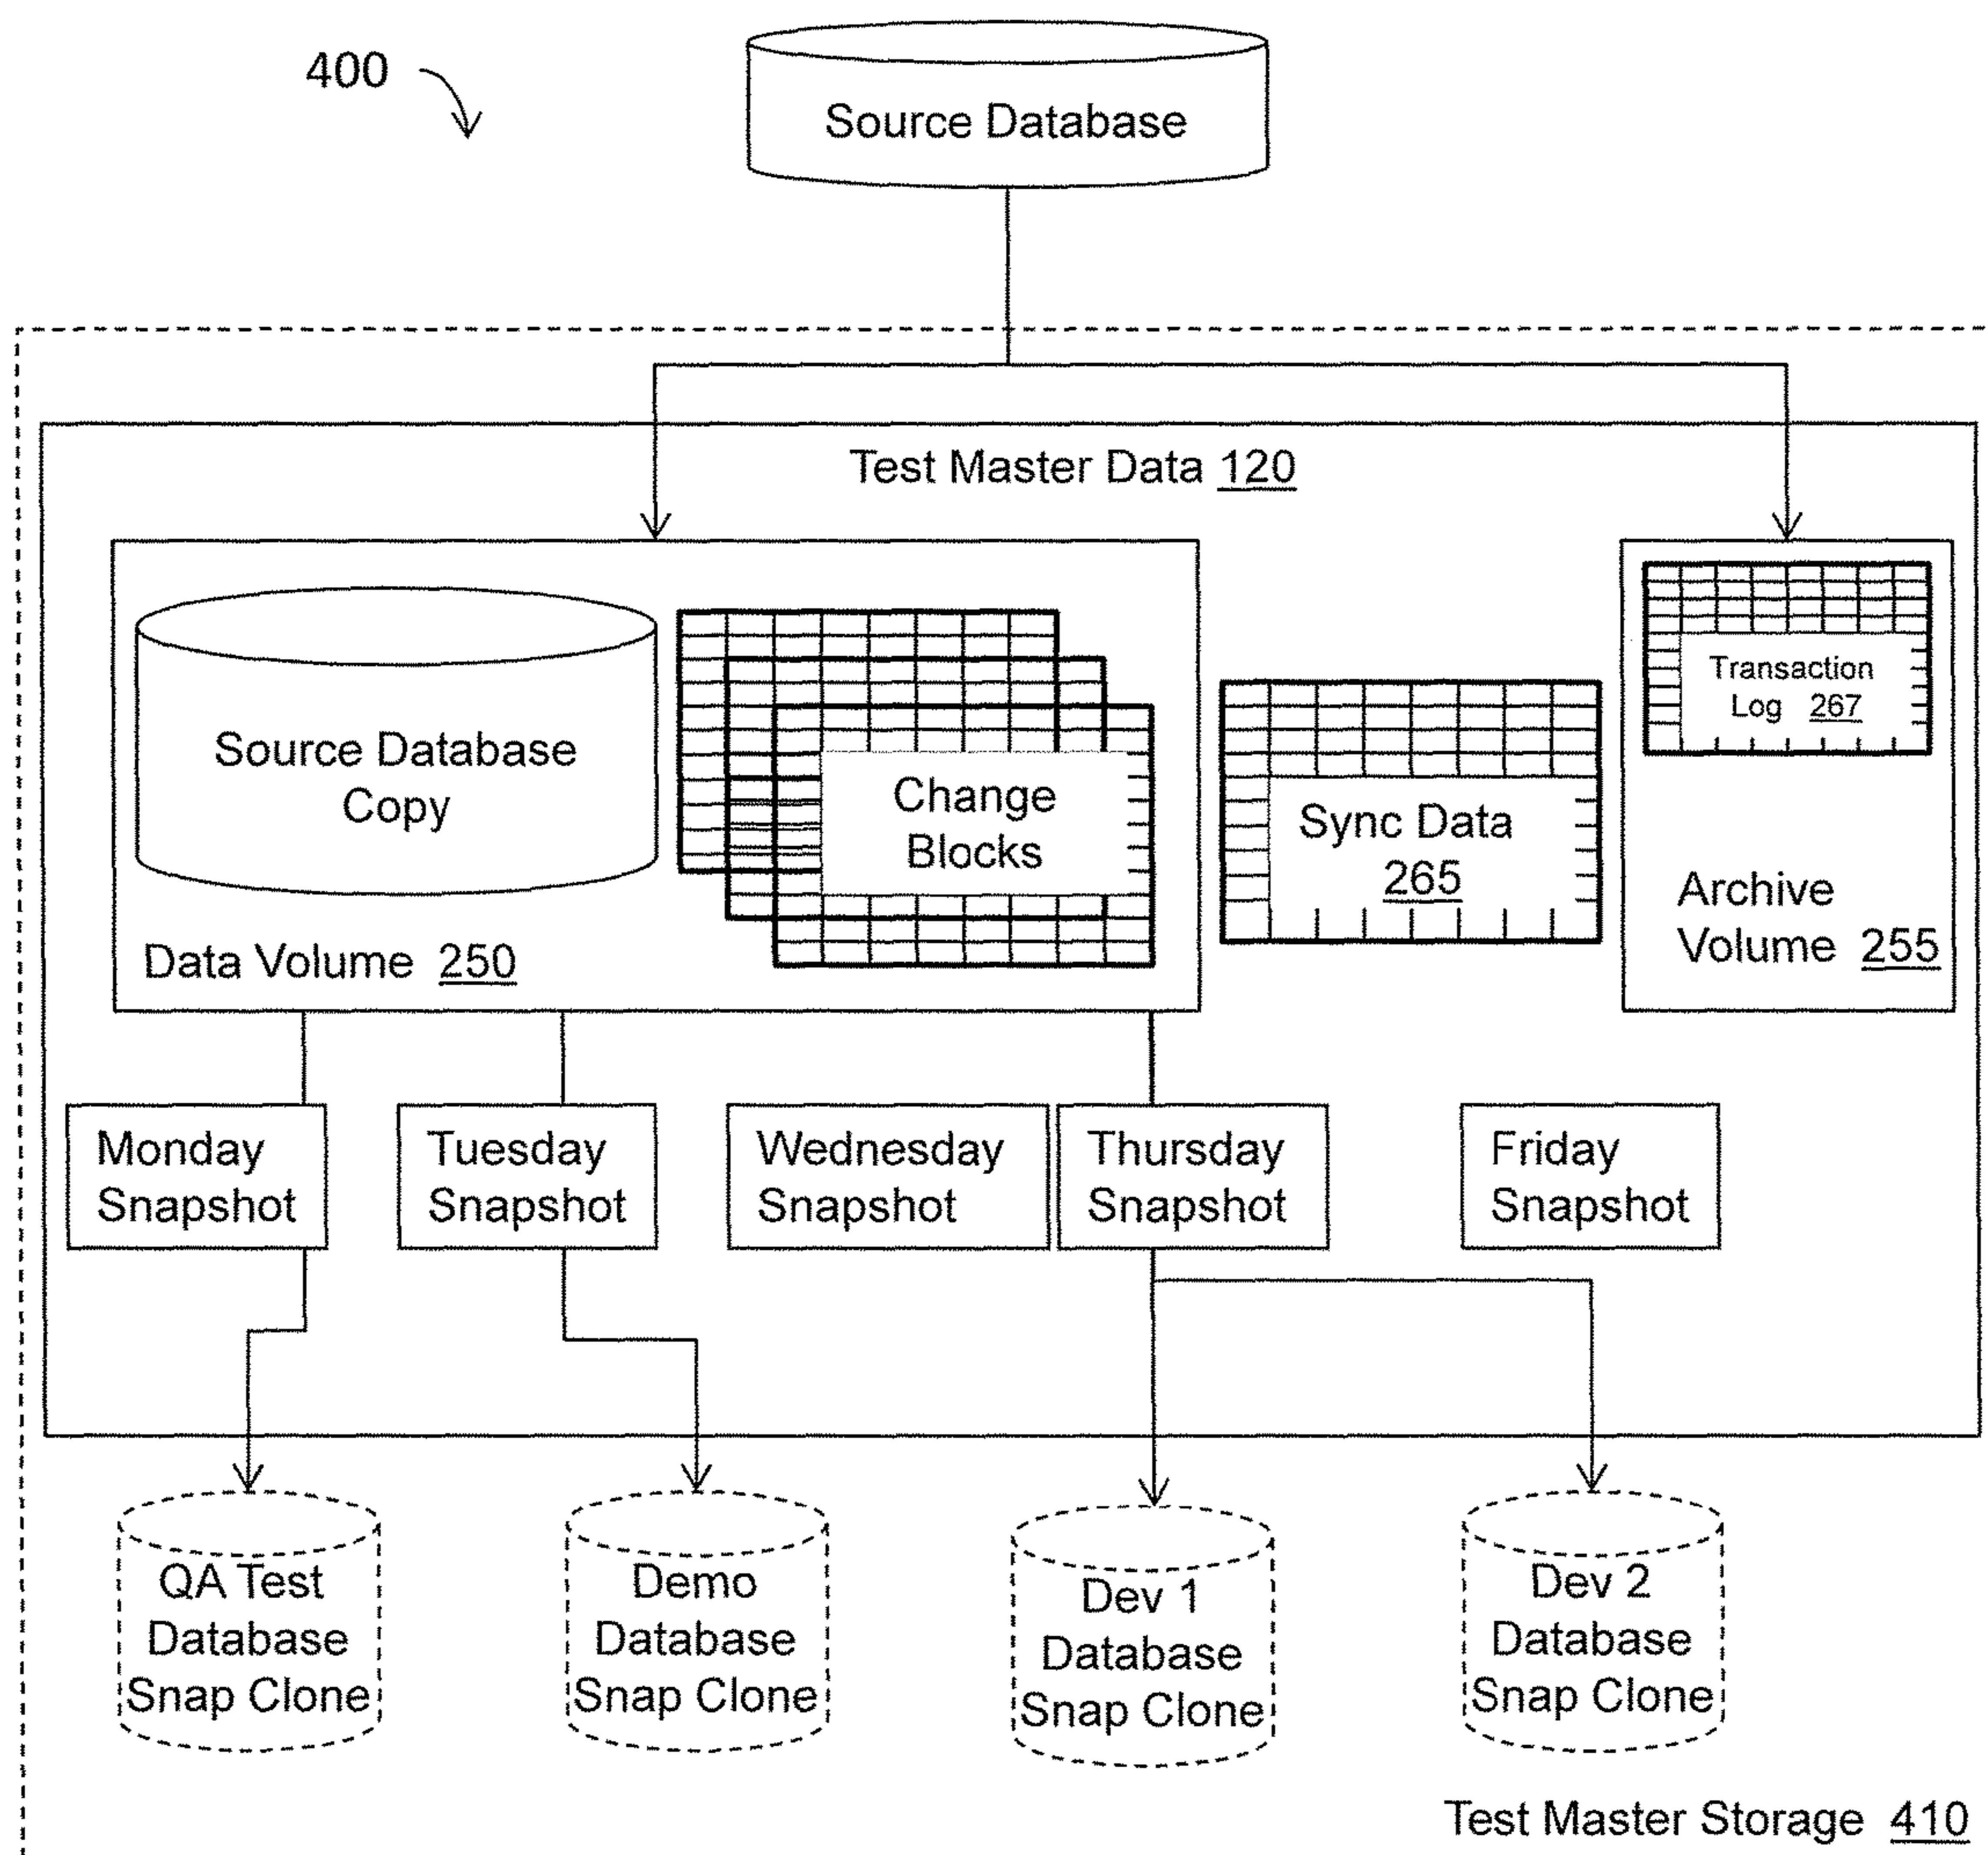 400
Source Database
Test Master Data 120
Source Database
Copy
Change
Blocks
Data Volume 250
Sync Data
265
Transaction
Log 267
Archive
Volume 255
Monday
Snapshot
Tuesday
Snapshot
Wednesday
Snapshot
Thursday
Snapshot
Friday
Snapshot
QA Test
Database
Snap Clone
Demo
Database
Snap Clone
Dev 1
Database
Snap Clone
Dev 2
Database
Snap Clone
Test Master Storage 410